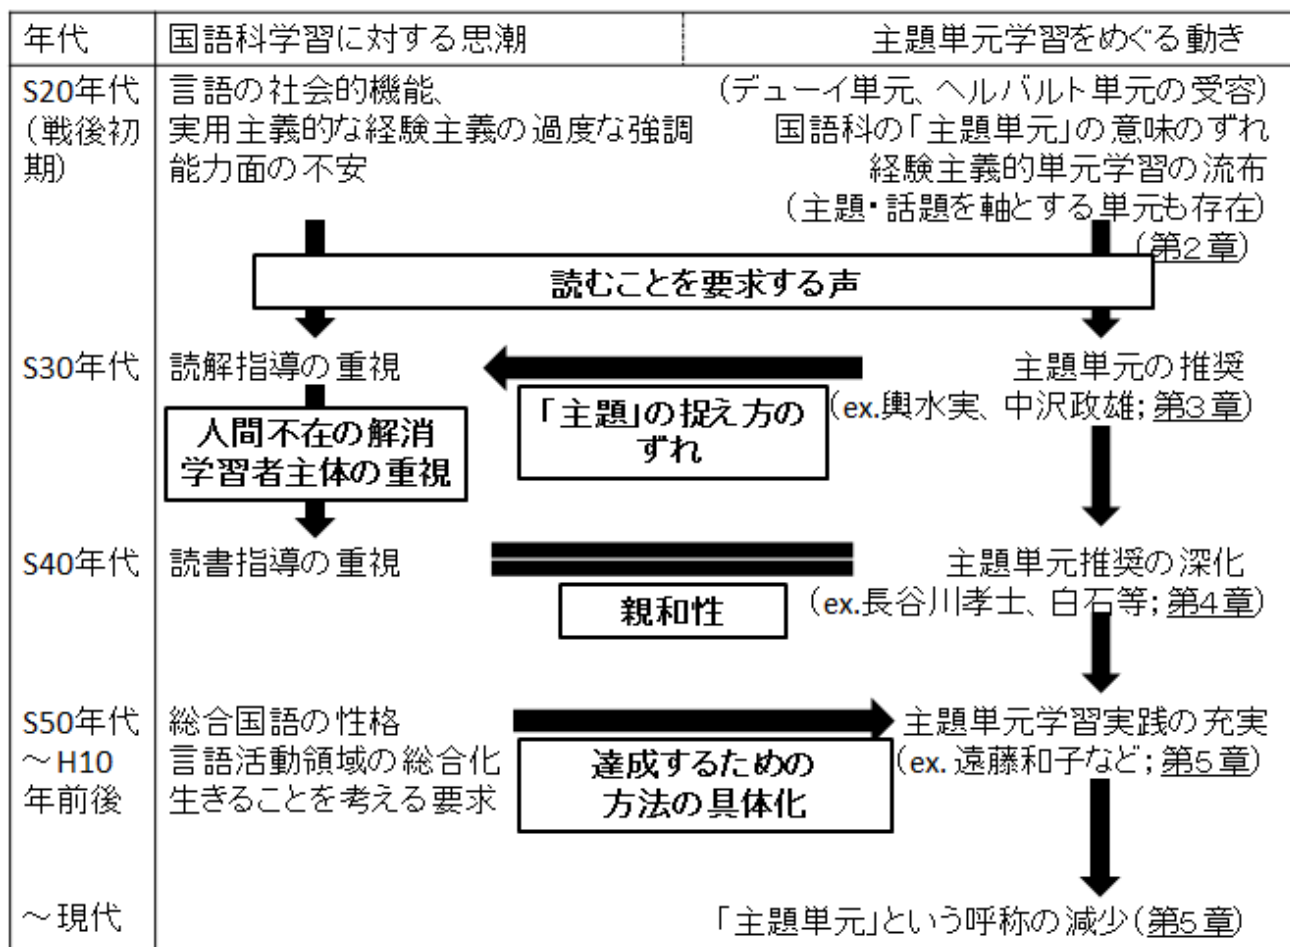 年代 国語科学習に対する思潮 主題単元学習をめぐる動き
S20年代 言語の社会的機能、 (デューイ単元、ヘルバルト単元の受容)
(戦後初 実用主義的な経験主義の過度な強調 国語科の「主題単元」の意味のずれ
期) 能力面の不安 経験主義的単元学習の流布
(主題・話題を軸とする単元も存在)
(第2章)
読むことを要求する声
S30年代 読解指導の重視 主題単元の推奨
(ex.輿水実、中沢政雄;第3章)
「主題」の捉え方の
ずれ
人間不在の解消
学習者主体の重視
S40年代 読書指導の重視 主題単元推奨の深化
(ex.長谷川孝士、白石等;第4章)
親和性
S50年代 総合国語の性格 主題単元学習実践の充実
~H10 言語活動領域の総合化 (ex. 遠藤和子など;第5章)
年前後 生きることを考える要求
達成するための
方法の具体化
~現代 「主題単元」という呼称の減少(第5章)